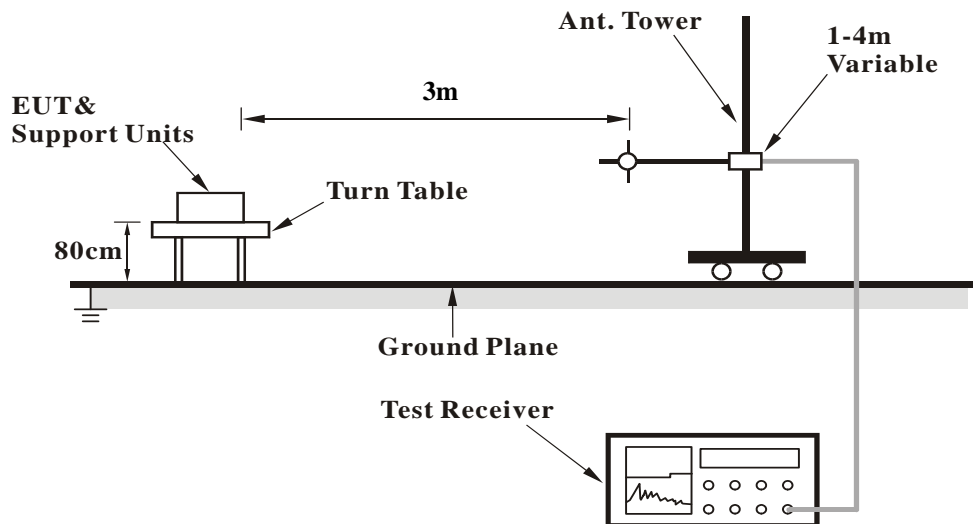 Ant. Tower
1-4m
Variable
3m
EUT&
Support Units
Turn Table
80cm
Ground Plane
Test Receiver